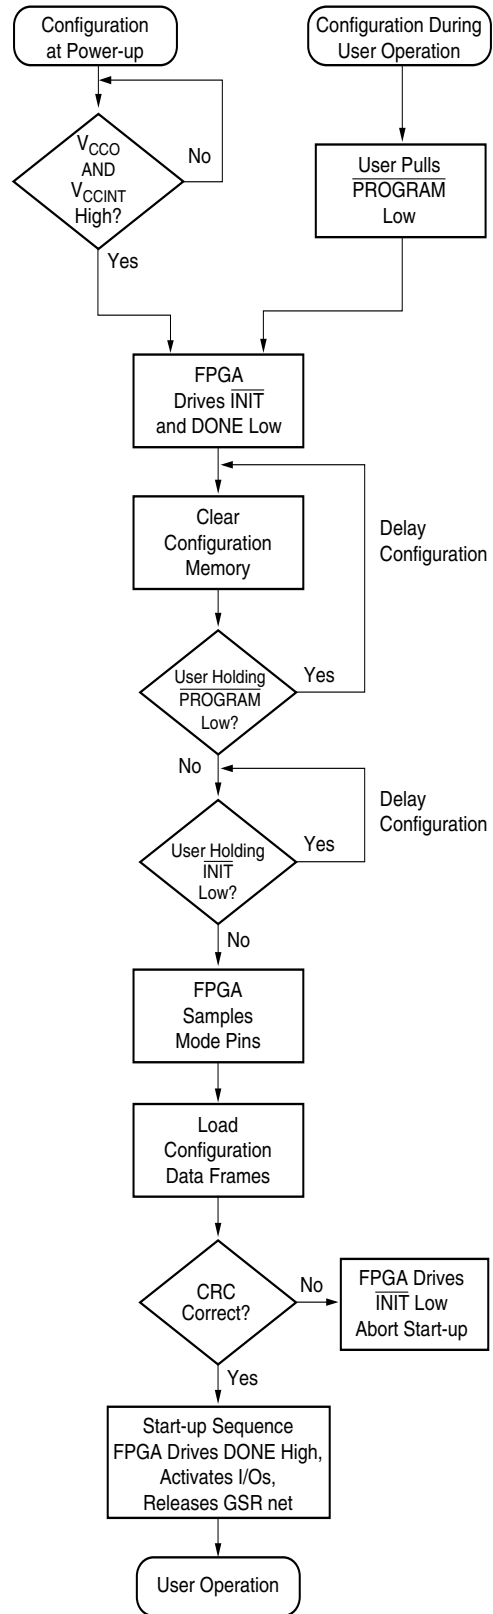 Configuration
at Power-up
Configuration During
User Operation
VCCO
AND
VCCINT
High?
No
Yes
User Pulls
PROGRAM
Low
FPGA
Drives INIT
and DONE Low
Clear
Configuration
Memory
Delay
Configuration
User Holding
PROGRAM
Low?
Yes
No
Delay
Configuration
User Holding
INIT
Low?
Yes
No
FPGA
Samples
Mode Pins
Load
Configuration
Data Frames
CRC
Correct?
No
FPGA Drives
INIT Low
Abort Start-up
Yes
Start-up Sequence
FPGA Drives DONE High,
Activates I/Os,
Releases GSR net
User Operation